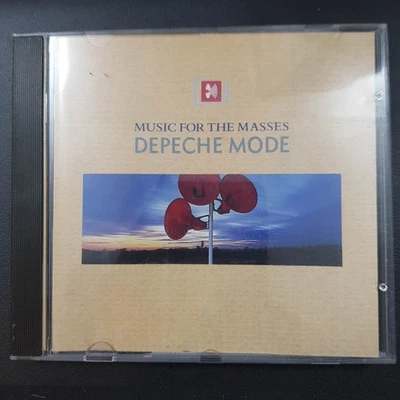 MUSIC FOR THE MASSES
DEPECHE MODE